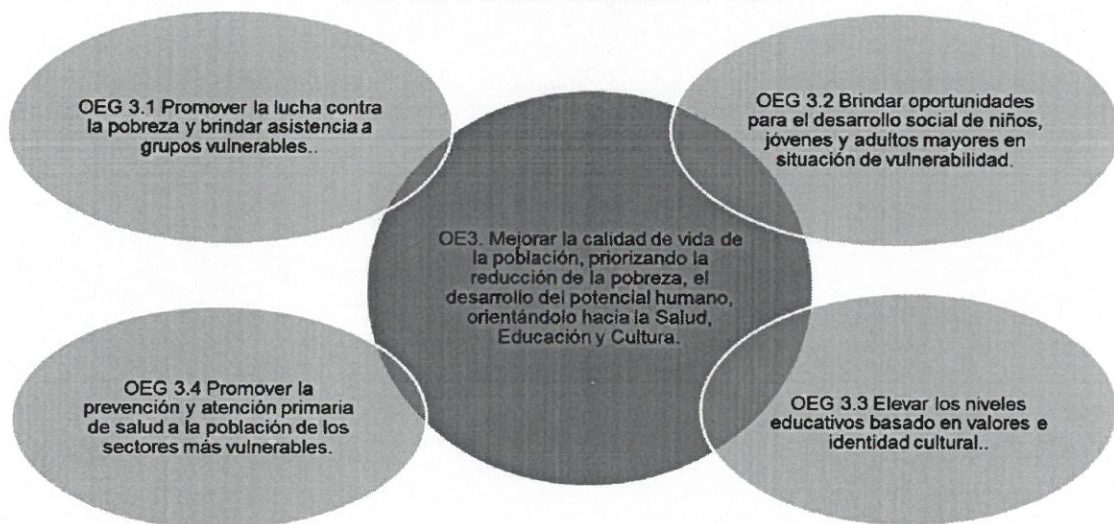 OEG 3.1 Promover la lucha contra
la pobreza y brindar asistencia a
grupos vulnerables..
OEG 3.2 Brindar oportunidades
para el desarrollo social de niños,
jóvenes y adultos mayores en
situación de vulnerabilidad.
OE3. Mejorar la calidad de vida de
la población, priorizando la
reducción de la pobreza, el
desarrollo del potencial humano,
orientándolo hacia la Salud,
Educación y Cultura.
OEG 3.4 Promover la
prevención y atención primaria
de salud a la población de los
sectores más vulnerables.
OEG 3.3 Elevar los niveles
educativos basado en valores e
identidad cultural..